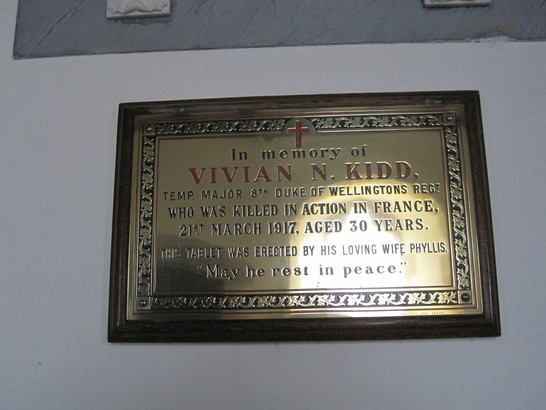 In memory of
VIVIAN N. KIDD,
TEMP. MAJOR 8TH DUKE OF WELLINGTONS REGT
WHO WAS KILLED IN ACTION IN FRANCE,
21ST MARCH 1917, AGED 30 YEARS.
THIS TABLET WAS ERECTED BY HIS LOVING WIFE PHYLLIS.
"May he rest in peace."